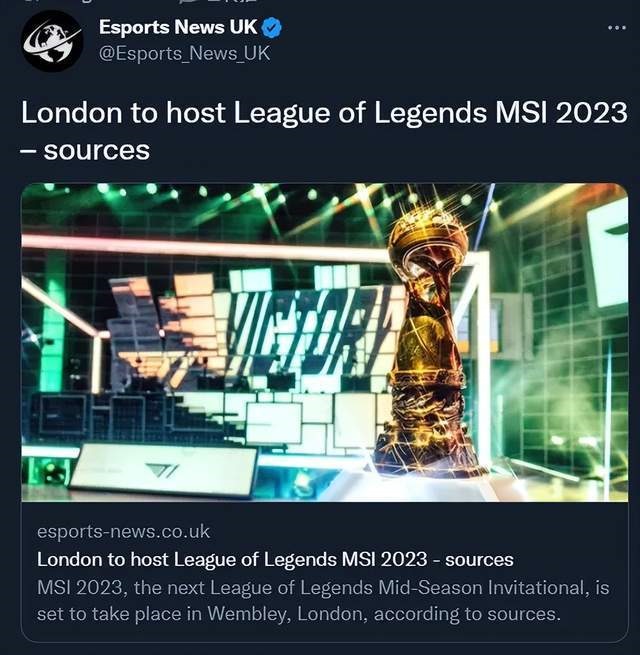 Esports News UK
@Esports_News_UK
London to host League of Legends MSI 2023
– sources
VICTORY
esports-news.co.uk
London to host League of Legends MSI 2023 - sources
MSI 2023, the next League of Legends Mid-Season Invitational, is
set to take place in Wembley, London, according to sources.